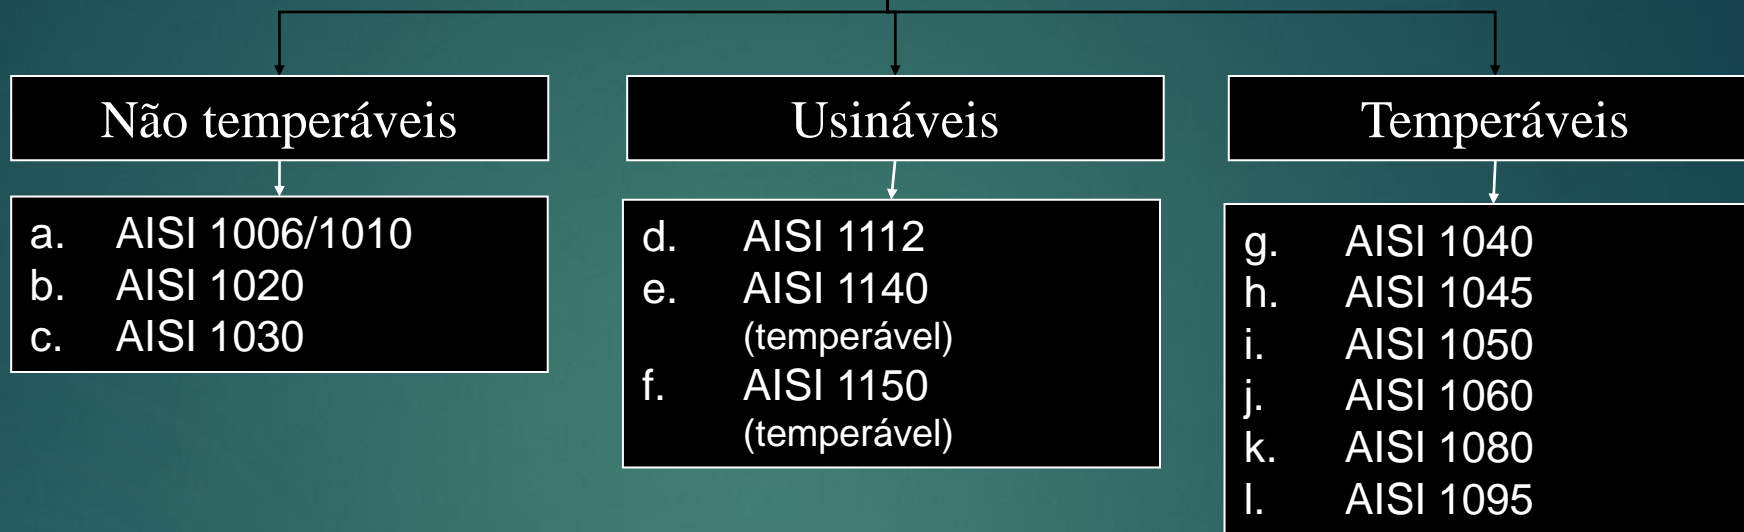 Não temperáveis
a. AISI 1006/1010
b. AISI 1020
c. AISI 1030
Usináveis
d. AISI 1112
e. AISI 1140
(temperável)
f. AISI 1150
(temperável)
Temperáveis
g. AISI 1040
h. AISI 1045
i. AISI 1050
j. AISI 1060
k. AISI 1080
l. AISI 1095